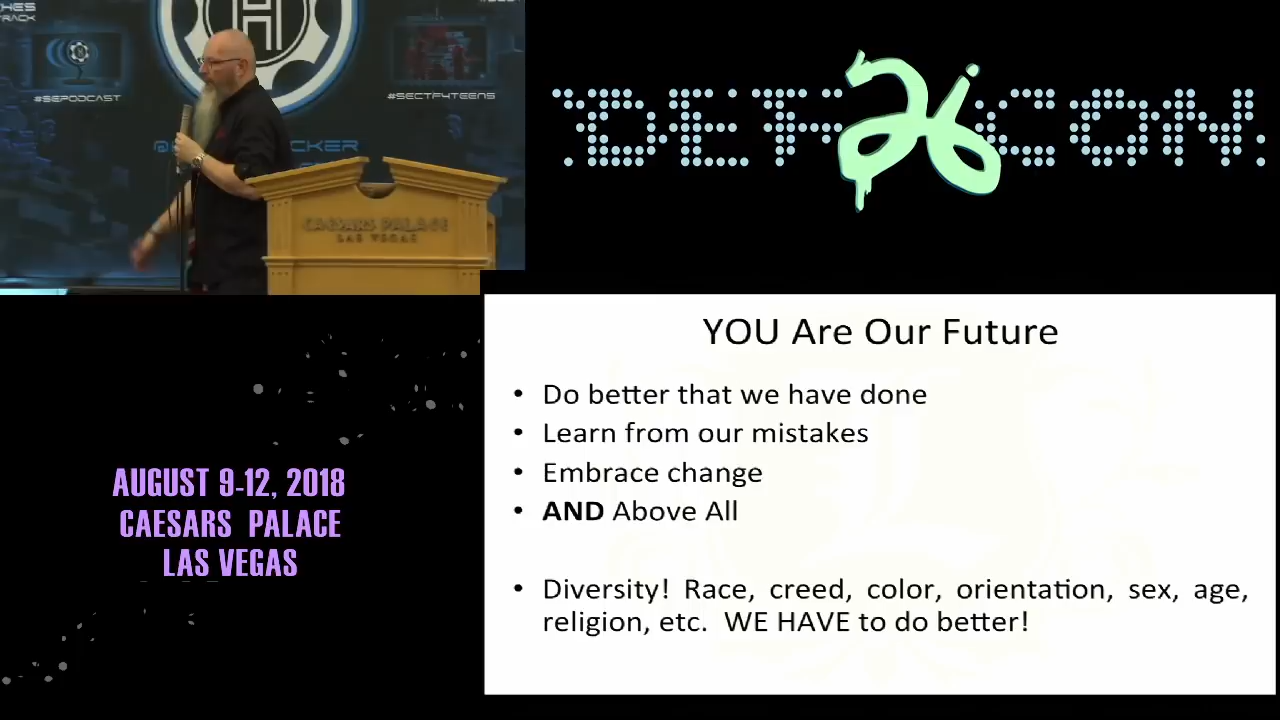 #SEPODCAST
#SECTF4TEENS
CAESARS PALACE
LAS VEGAS
DEFCON
26
YOU Are Our Future
• Do better that we have done
• Learn from our mistakes
• Embrace change
• AND Above All
• Diversity! Race, creed, color, orientation, sex, age,
religion, etc. WE HAVE to do better!
AUGUST 9-12, 2018
CAESARS PALACE
LAS VEGAS